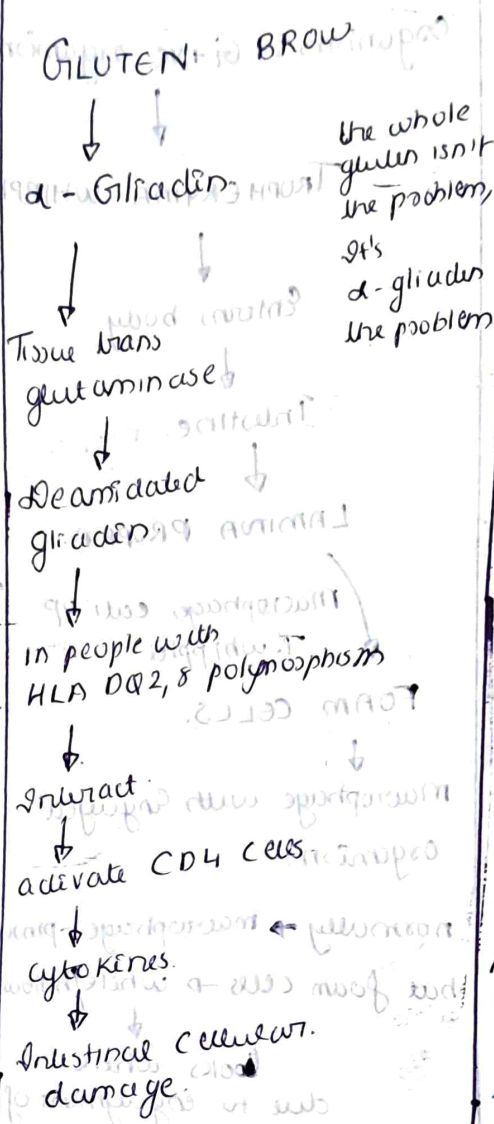 GLUTEN: BROW
α - Gliadin.
the whole
gluten isn't
the problem,
It's
α-gliadin
the problem
Tissue trans
glutaminase
Deamidated
gliadin.
in people with
HLA DQ2,8 polymorphism
Interact
activate CD4 cells.
cytokines.
Intestinal cellular.
damage.